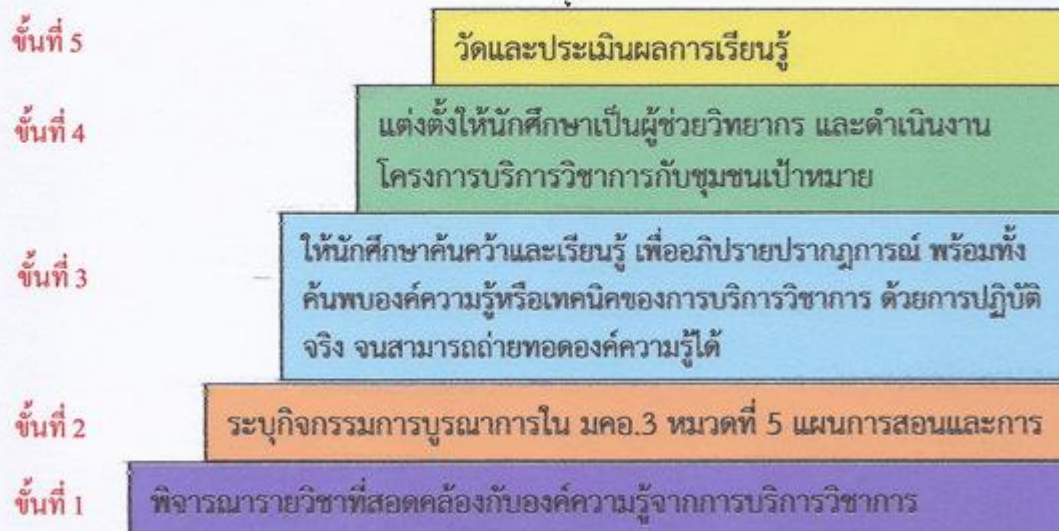 ขั้นที่ 5
วัดและประเมินผลการเรียนรู้
ขั้นที่ 4
แต่งตั้งให้นักศึกษาเป็นผู้ช่วยวิทยากร และดำเนินงาน
โครงการบริการวิชาการกับชุมชนเป้าหมาย
ขั้นที่ 3
ให้นักศึกษาค้นคว้าและเรียนรู้ เพื่ออภิปรายปรากฏการณ์ พร้อมทั้ง
ค้นพบองค์ความรู้หรือเทคนิคของการบริการวิชาการ ด้วยการปฏิบัติ
จริง จนสามารถถ่ายทอดองค์ความรู้ได้
ขั้นที่ 2
ระบุกิจกรรมการบูรณาการใน มคอ.3 หมวดที่ 5 แผนการสอนและการ
ขั้นที่ 1
พิจารณารายวิชาที่สอดคล้องกับองค์ความรู้จากการบริการวิชาการ